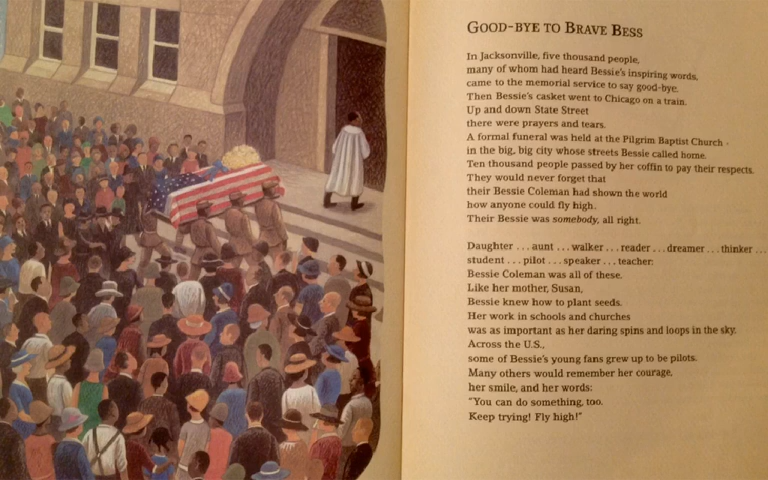 GOOD-BYE TO BRAVE BESS
In Jacksonville, five thousand people,
many of whom had heard Bessie's inspiring words,
came to the memorial service to say good-bye.
Then Bessie's casket went to Chicago on a train.
Up and down State Street
there were prayers and tears.
A formal funeral was held at the Pilgrim Baptist Church -
in the big, big city whose streets Bessie called home.
Ten thousand people passed by her coffin to pay their respects.
They would never forget that
their Bessie Coleman had shown the world
how anyone could fly high.
Their Bessie was somebody, all right.
Daughter . . . aunt . . . walker . . . reader . . . dreamer . . . thinker . . .
student . . . pilot . . . speaker . . . teacher:
Bessie Coleman was all of these.
Like her mother, Susan,
Bessie knew how to plant seeds.
Her work in schools and churches
was as important as her daring spins and loops in the sky.
Across the U.S.,
some of Bessie's young fans grew up to be pilots.
Many others would remember her courage,
her smile, and her words:
"You can do something, too.
Keep trying! Fly high!"